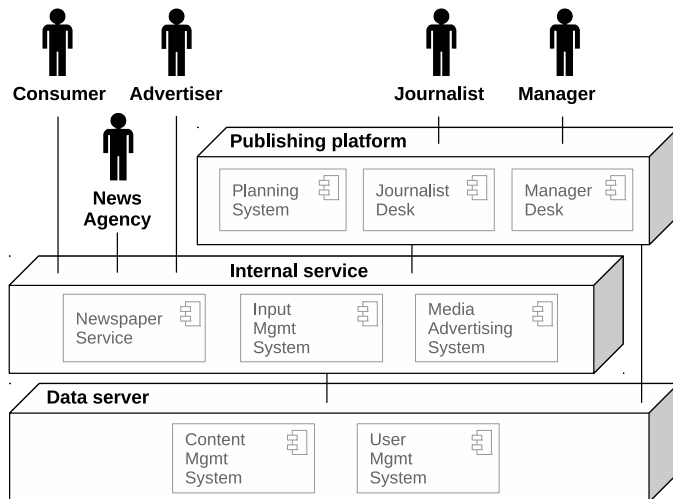 Consumer
Advertiser
Journalist
Manager
News
Agency
Publishing platform
Planning
System
Journalist
Desk
Manager
Desk
Internal service
Newspaper
Service
Input
Mgmt
System
Media
Advertising
System
Data server
Content
Mgmt
System
User
Mgmt
System